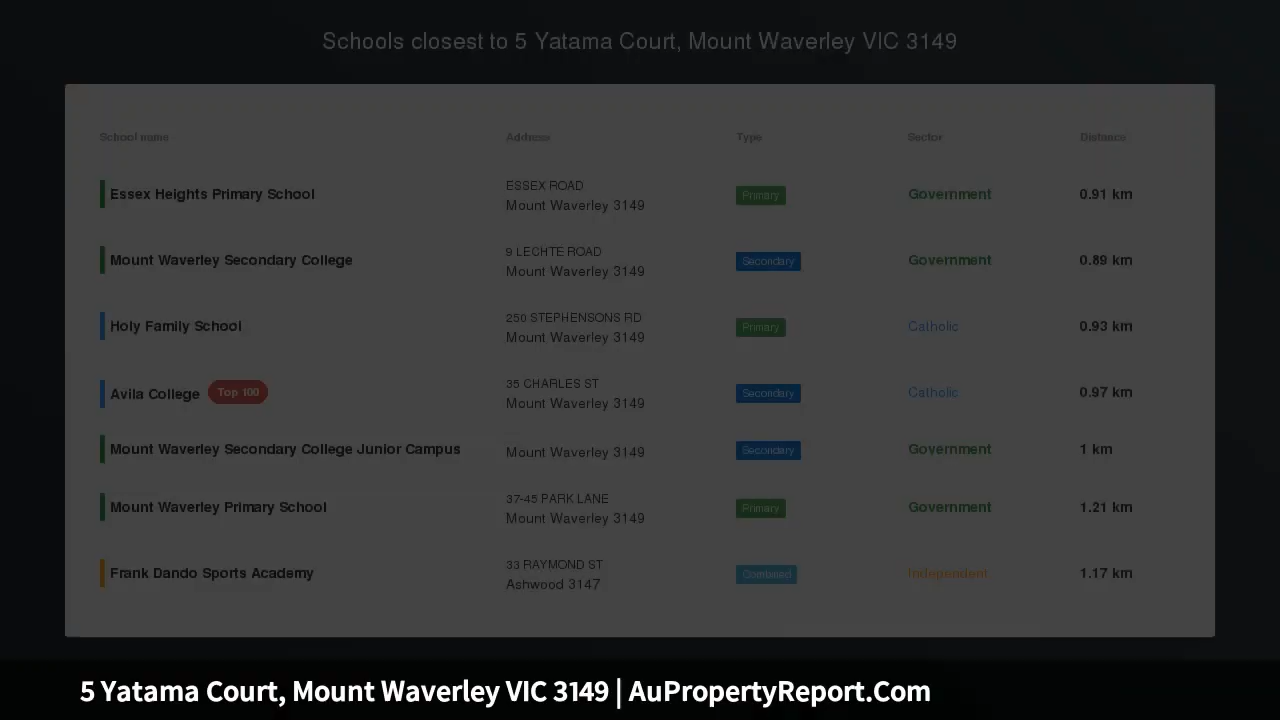 Schools closest to 5 Yatama Court, Mount Waverley VIC 3149
School name Address Type Sector Distance
Essex Heights Primary School ESSEX ROAD Mount Waverley 3149 Primary Government 0.91 km
Mount Waverley Secondary College 9 LECHTE ROAD Mount Waverley 3149 Secondary Government 0.89 km
Holy Family School 250 STEPHENSONS RD Mount Waverley 3149 Primary Catholic 0.93 km
Avila College Top 100 35 CHARLES ST Mount Waverley 3149 Secondary Catholic 0.97 km
Mount Waverley Secondary College Junior Campus Mount Waverley 3149 Secondary Government 1 km
Mount Waverley Primary School 37-45 PARK LANE Mount Waverley 3149 Primary Government 1.21 km
Frank Dando Sports Academy 33 RAYMOND ST Ashwood 3147 Combined Independent 1.17 km
5 Yatama Court, Mount Waverley VIC 3149 | AuPropertyReport.Com